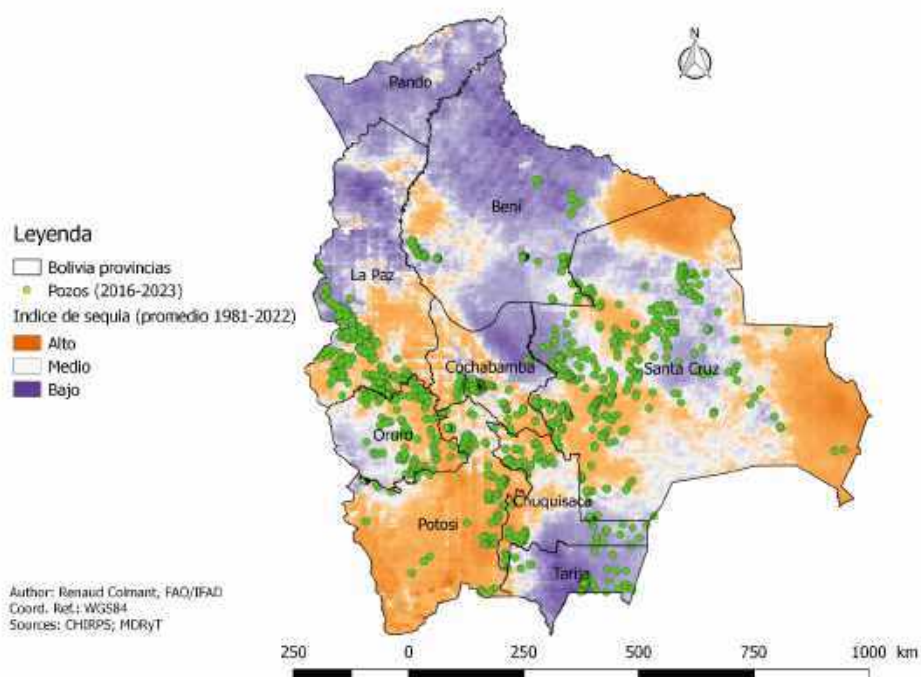 N
Pando
Beni
La Paz
Cochabamba
Santa Cruz
Oruro
Chuquisaca
Potosi
Tarija
Leyenda
Bolivia provincias
Pozos (2016-2023)
Indice de sequia (promedio 1981-2022)
Alto
Medio
Bajo
Author: Renaud Colmant, FAO/IFAD
Coord. Ref.: WGS84
Sources: CHIRPS; MDRyT
250 0 250 500 750 1000 km